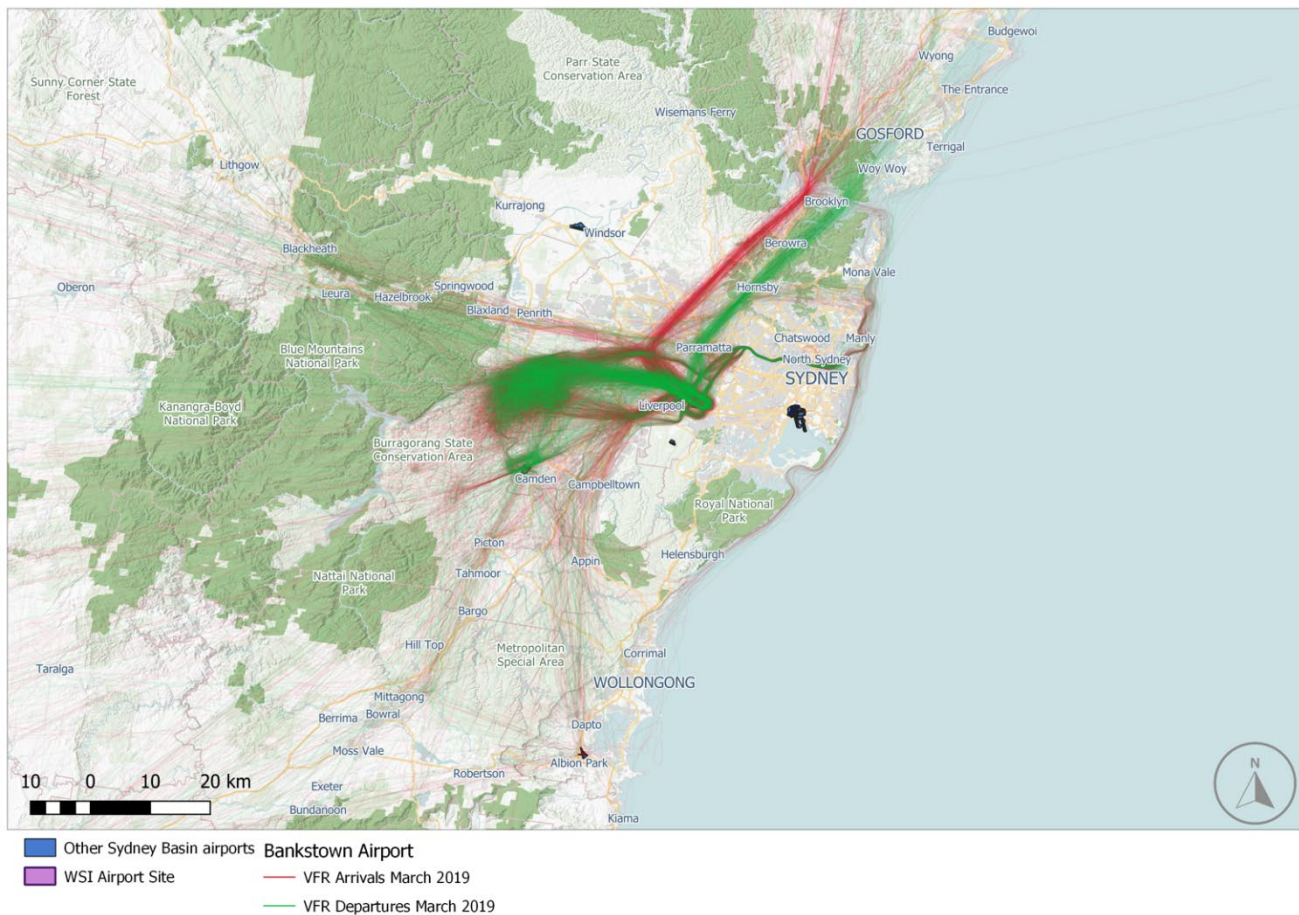 Budgewoi
Parr State
Conservation Area
Wyong
Sunny Corner State
Forest
The Entrance
Wisemans Ferry
GOSFORD
Terrigal
Lithgow
Woy Woy
Kurrajong
Brooklyn
Windsor
Berowra
Blackheath
Mona Vale
Oberon
Leura
Hazelbrook
Springwood
Hornsby
Blaxland
Penrith
Chatswood
Manly
Parramatta
Blue Mountains
National Park
North Sydney
SYDNEY
Kanangra-Boyd
National Park
Liverpool
Burragorang State
Conservation Area
Camden
Campbelltown
Royal National
Park
Picton
Helensburgh
Appin
Tahmoor
Nattai National
Park
Bargo
Hill Top
Metropolitan
Special Area
Corrimal
Taralga
WOLLONGONG
Mittagong
Berrima
Bowral
Dapto
Moss Vale
Albion Park
Robertson
Exeter
Bundanoon
Kiama
10 0 10 20 km
N
Other Sydney Basin airports
WSI Airport Site
Bankstown Airport
VFR Arrivals March 2019
VFR Departures March 2019